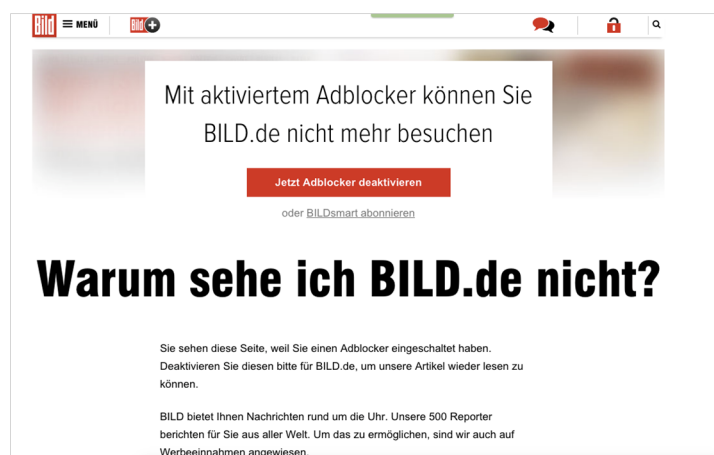 Bild
MENÜ
Bild +
Mit aktiviertem Adblocker können Sie
BILD.de nicht mehr besuchen
Jetzt Adblocker deaktivieren
oder BILDsmart abonnieren
Warum sehe ich BILD.de nicht?
Sie sehen diese Seite, weil Sie einen Adblocker eingeschaltet haben.
Deaktivieren Sie diesen bitte für BILD.de, um unsere Artikel wieder lesen zu
können.
BILD bietet Ihnen Nachrichten rund um die Uhr. Unsere 500 Reporter
berichten für Sie aus aller Welt. Um das zu ermöglichen, sind wir auch auf
Werbeeinnahmen angewiesen.